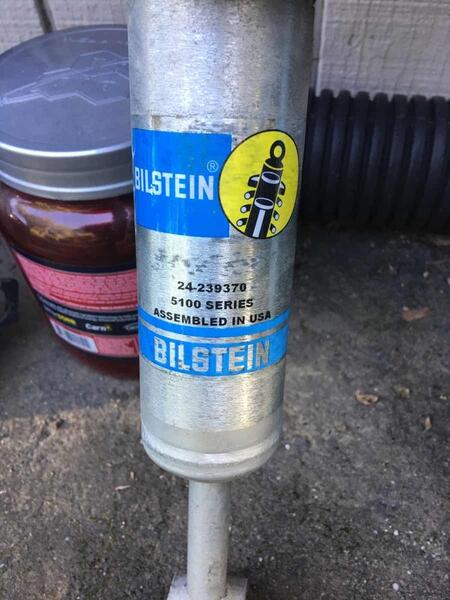 BILSTEIN®
24-239370
5100 SERIES
ASSEMBLED IN USA
BILSTEIN